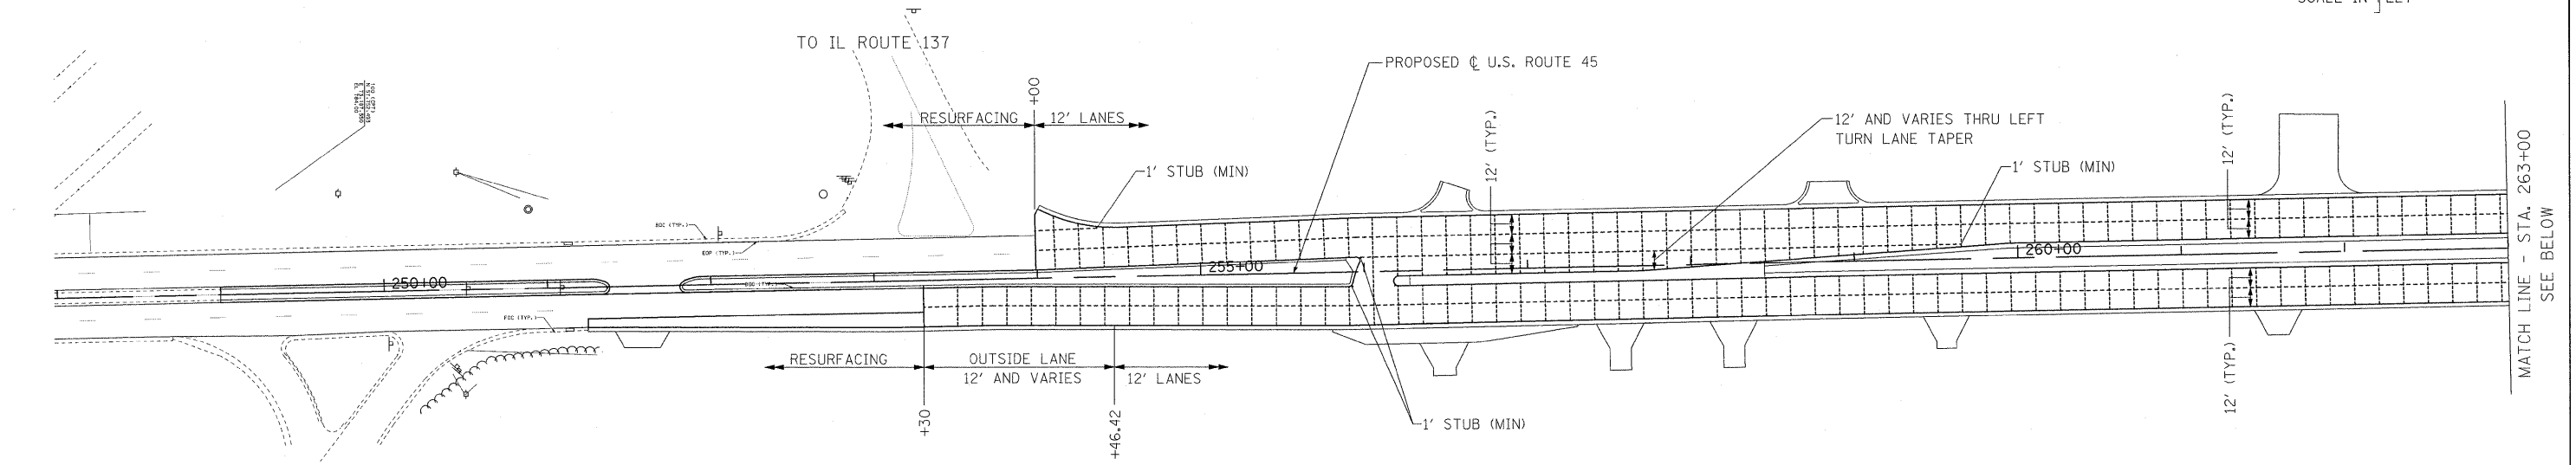 TO IL ROUTE 137
PROPOSED ℄ U.S. ROUTE 45
+00
RESURFACING
12' LANES
1' STUB (MIN)
12' (TYP.)
12' AND VARIES THRU LEFT
TURN LANE TAPER
1' STUB (MIN)
12' (TYP.)
MATCH LINE - STA. 263+00
SEE BELOW
EOP (TYP.)
250+00
255+00
260+00
RESURFACING
OUTSIDE LANE
12' AND VARIES
12' LANES
+30
+46.42
1' STUB (MIN)
12' (TYP.)